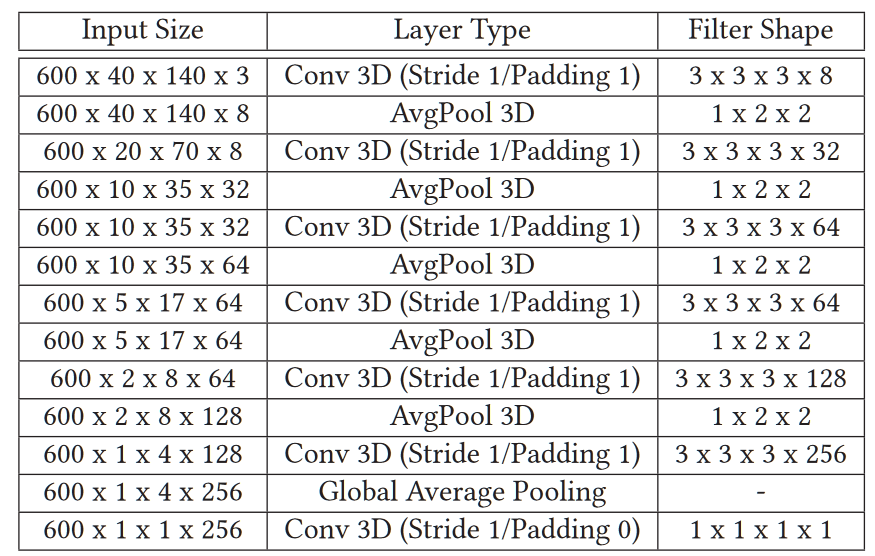 Input Size Layer Type Filter Shape
600 x 40 x 140 x 3 Conv 3D (Stride 1/Padding 1) 3 x 3 x 3 x 8
600 x 40 x 140 x 8 AvgPool 3D 1 x 2 x 2
600 x 20 x 70 x 8 Conv 3D (Stride 1/Padding 1) 3 x 3 x 3 x 32
600 x 10 x 35 x 32 AvgPool 3D 1 x 2 x 2
600 x 10 x 35 x 32 Conv 3D (Stride 1/Padding 1) 3 x 3 x 3 x 64
600 x 10 x 35 x 64 AvgPool 3D 1 x 2 x 2
600 x 5 x 17 x 64 Conv 3D (Stride 1/Padding 1) 3 x 3 x 3 x 64
600 x 5 x 17 x 64 AvgPool 3D 1 x 2 x 2
600 x 2 x 8 x 64 Conv 3D (Stride 1/Padding 1) 3 x 3 x 3 x 128
600 x 2 x 8 x 128 AvgPool 3D 1 x 2 x 2
600 x 1 x 4 x 128 Conv 3D (Stride 1/Padding 1) 3 x 3 x 3 x 256
600 x 1 x 4 x 256 Global Average Pooling -
600 x 1 x 1 x 256 Conv 3D (Stride 1/Padding 0) 1 x 1 x 1 x 1